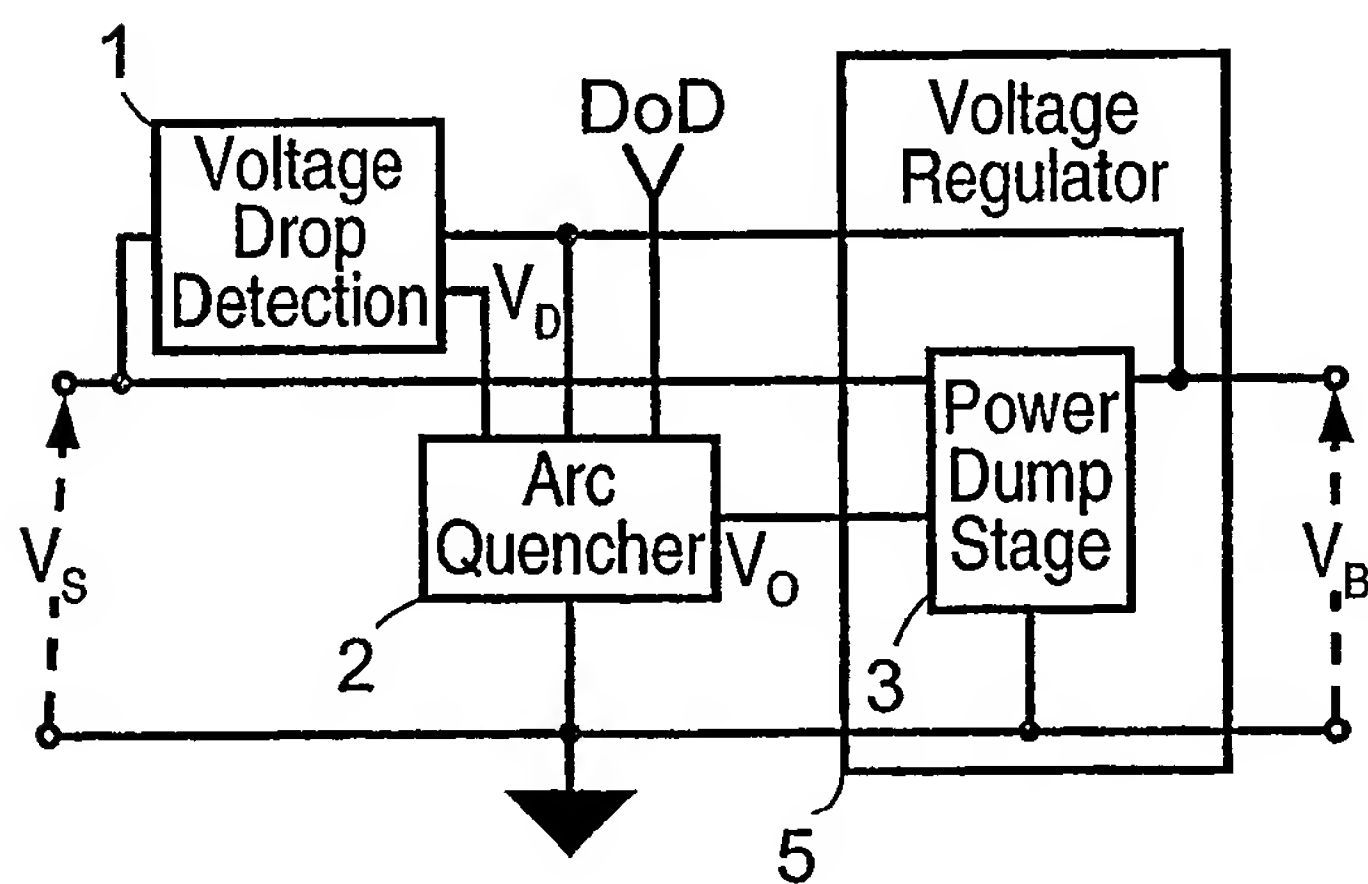 1
Voltage
Drop
Detection
DoD
Voltage
Regulator
V_D
V_S
Arc
Quencher
V_O
Power
Dump
Stage
V_B
2
3
5